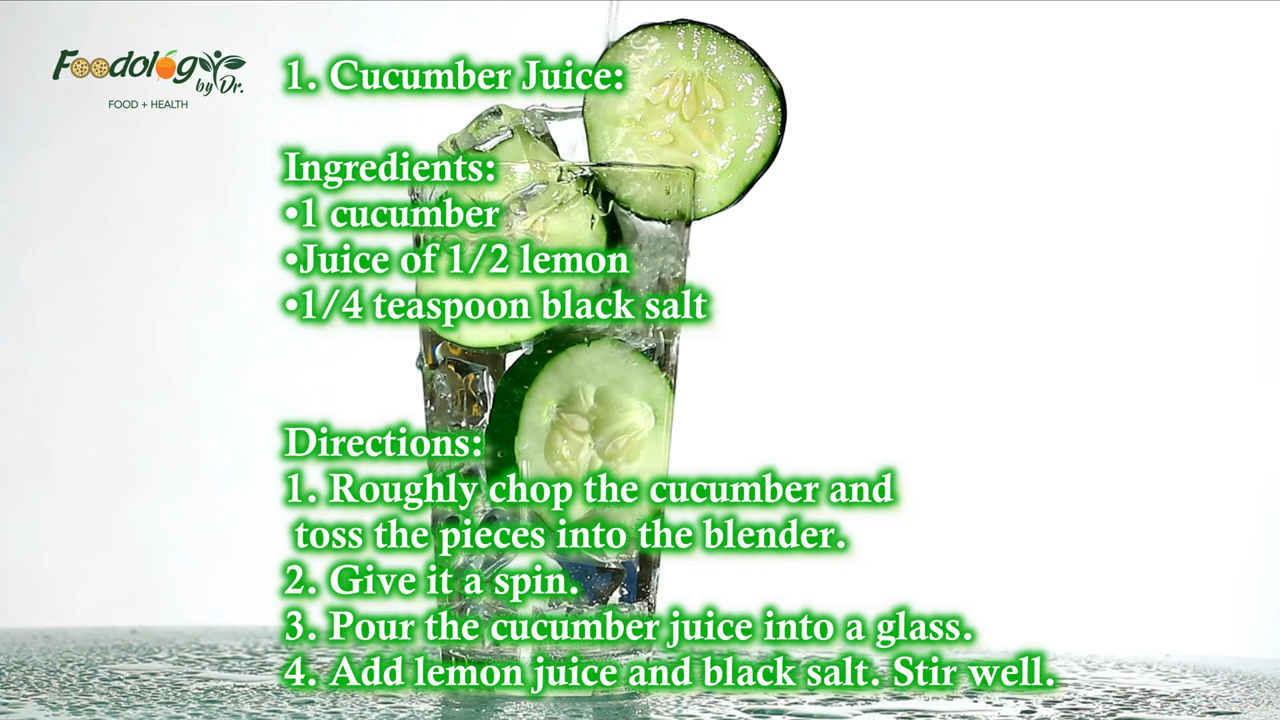 Foodology
by Dr.
FOOD + HEALTH
1. Cucumber Juice:
Ingredients:
•1 cucumber
•Juice of 1/2 lemon
•1/4 teaspoon black salt
Directions:
1. Roughly chop the cucumber and
toss the pieces into the blender.
2. Give it a spin.
3. Pour the cucumber juice into a glass.
4. Add lemon juice and black salt. Stir well.